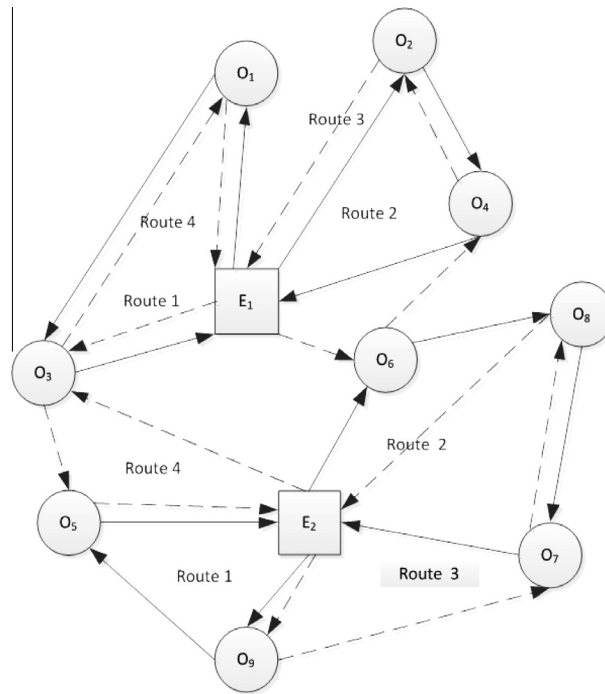 O2
O1
Route 3
O4
Route 4
Route 2
E1
Route 1
O8
O6
O3
Route 2
Route 4
O5
E2
O7
Route 3
Route 1
O9